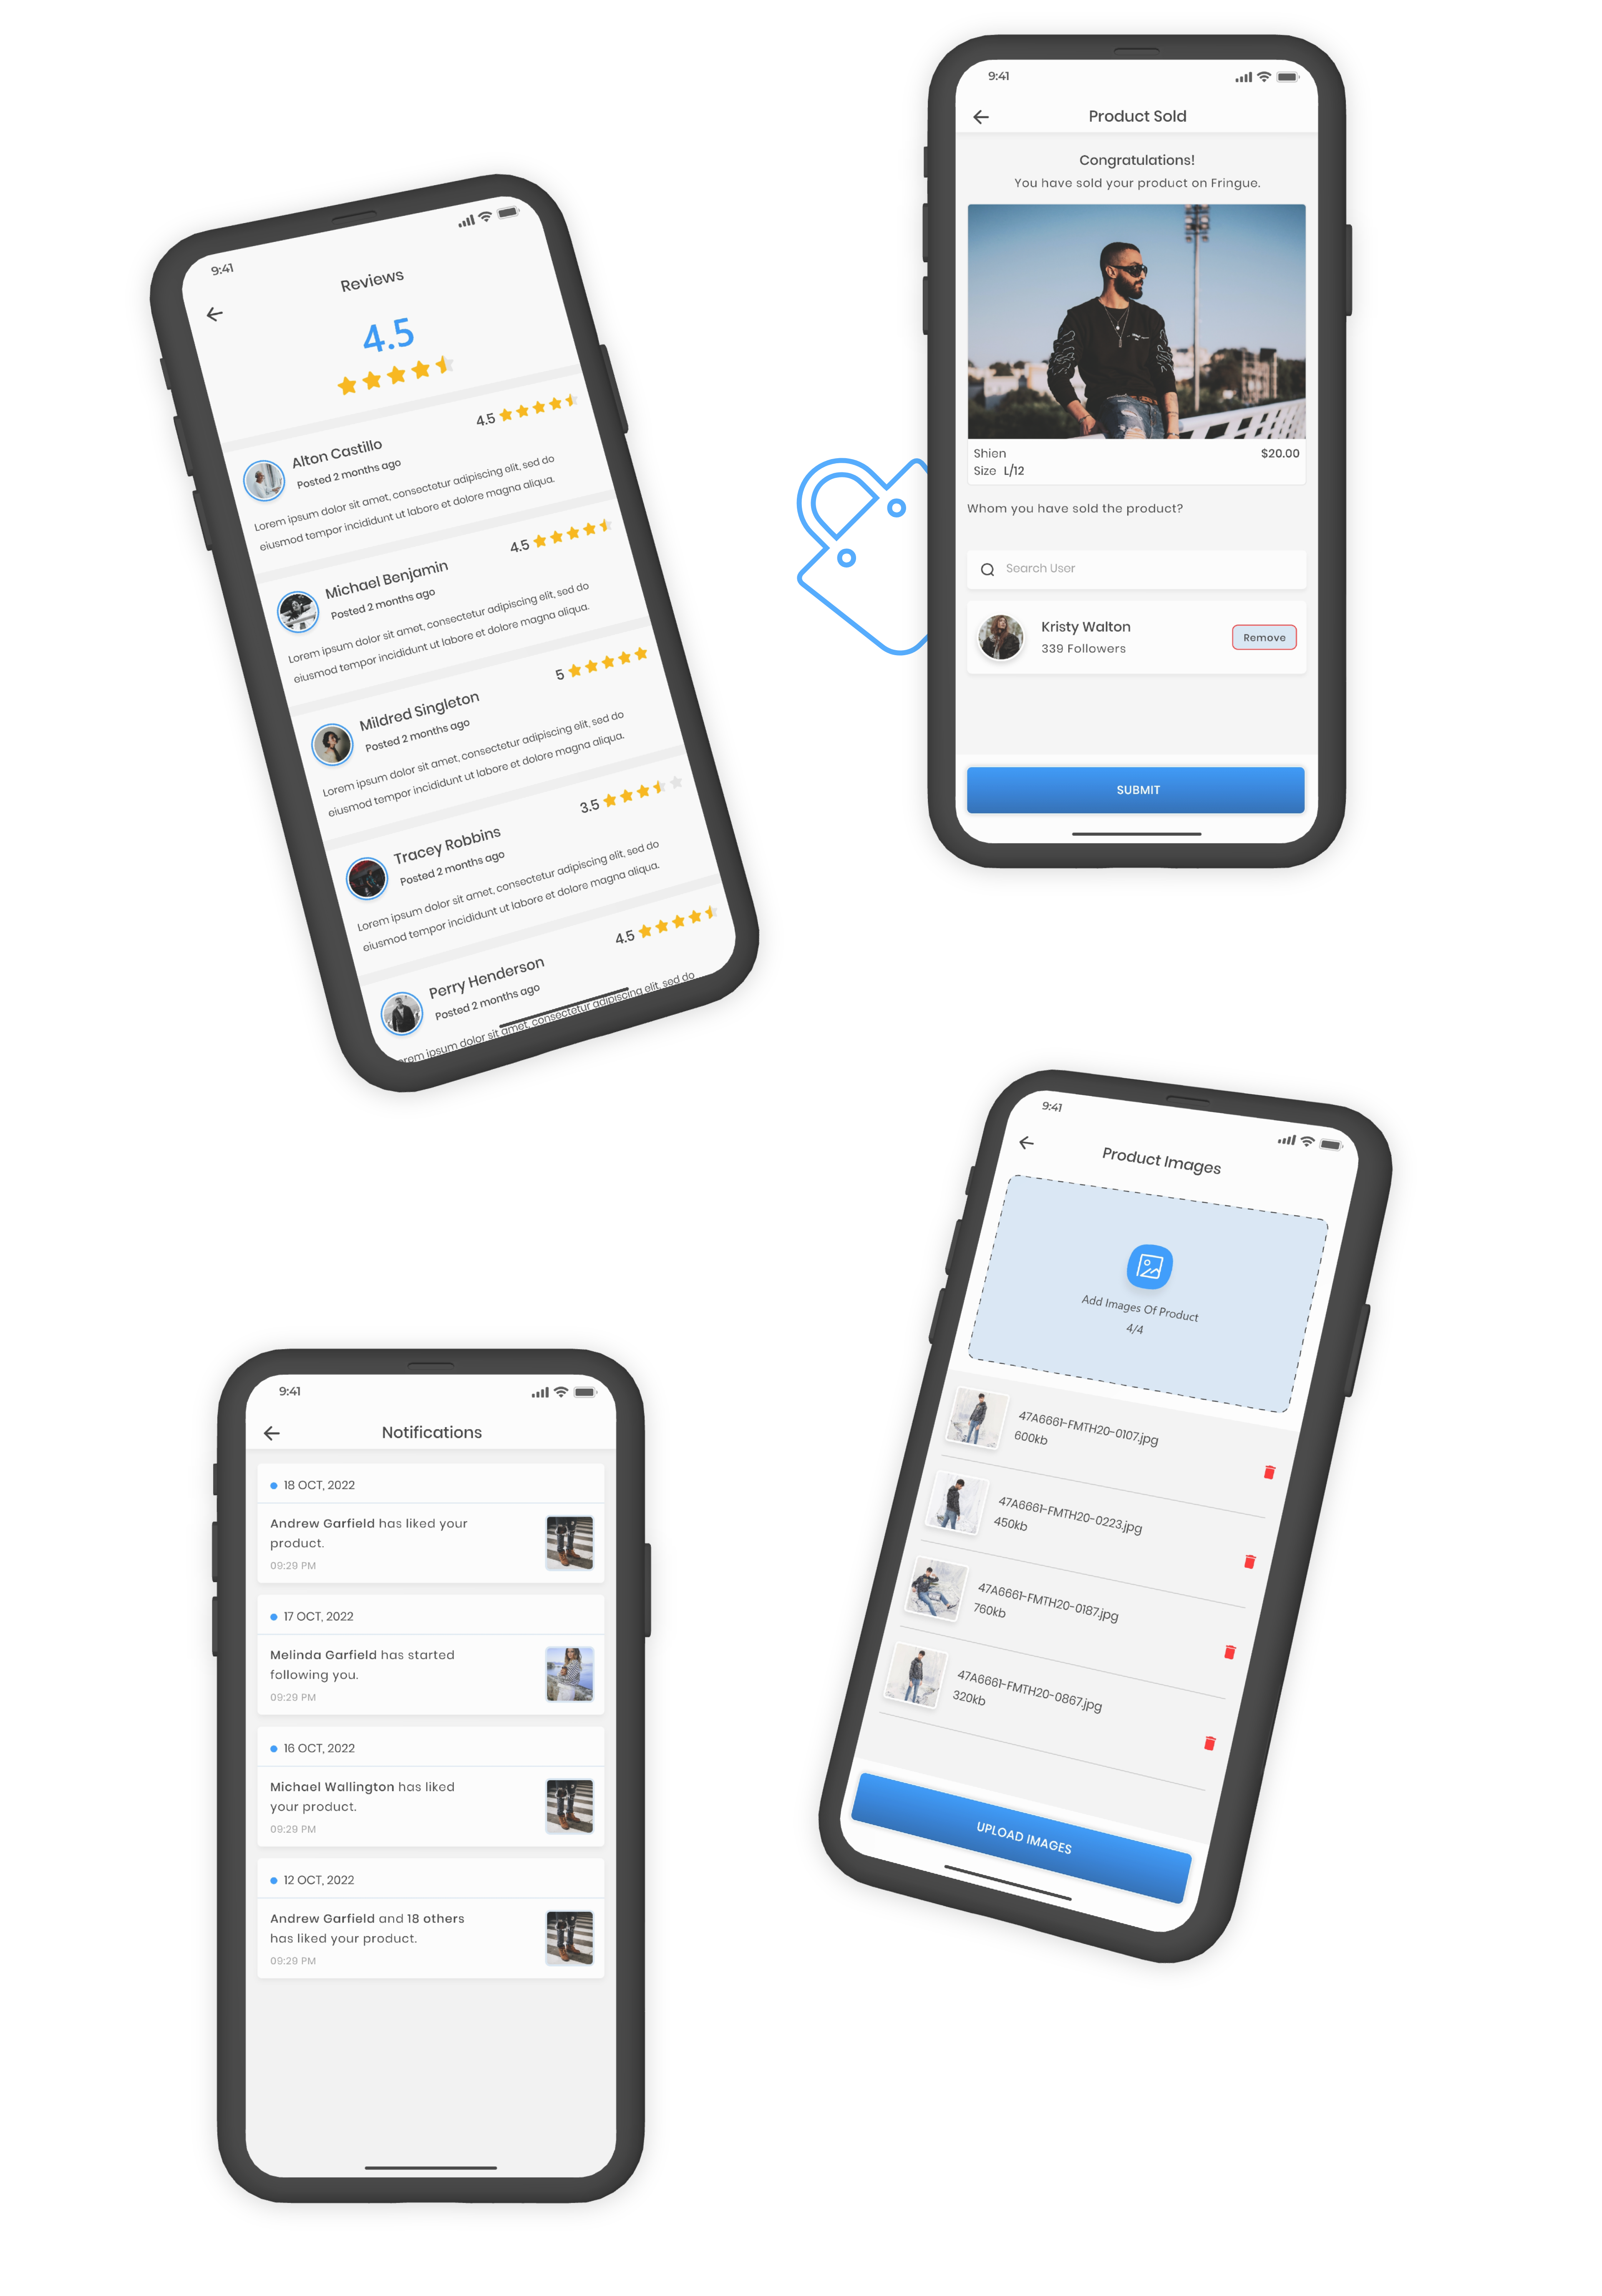 9:41
Reviews
4.5
Alton Castillo
4.5
Posted 2 months ago
Lorem ipsum dolor sit amet, consectetur adipiscing elit, sed do
eiusmod tempor incididunt ut labore et dolore magna aliqua.
Michael Benjamin
4.5
Posted 2 months ago
Lorem ipsum dolor sit amet, consectetur adipiscing elit, sed do
eiusmod tempor incididunt ut labore et dolore magna aliqua.
Mildred Singleton
5
Posted 2 months ago
Lorem ipsum dolor sit amet, consectetur adipiscing elit, sed do
eiusmod tempor incididunt ut labore et dolore magna aliqua.
Tracey Robbins
3.5
Posted 2 months ago
Lorem ipsum dolor sit amet, consectetur adipiscing elit, sed do
eiusmod tempor incididunt ut labore et dolore magna aliqua.
Perry Henderson
4.5
Posted 2 months ago
orem ipsum dolor sit amet, consectetur adipiscing elit, sed do
9:41
Product Sold
Congratulations!
You have sold your product on Fringue.
Shien $20.00
Size L/12
Whom you have sold the product?
Search User
Kristy Walton
339 Followers
Remove
SUBMIT
9:41
Product Images
Add Images Of Product
4/4
47A6661-FMTH20-0107.jpg
600kb
47A6661-FMTH20-0223.jpg
450kb
47A6661-FMTH20-0187.jpg
760kb
47A6661-FMTH20-0867.jpg
320kb
UPLOAD IMAGES
9:41
Notifications
18 OCT, 2022
Andrew Garfield has liked your
product.
09:29 PM
17 OCT, 2022
Melinda Garfield has started
following you.
09:29 PM
16 OCT, 2022
Michael Wallington has liked
your product.
09:29 PM
12 OCT, 2022
Andrew Garfield and 18 others
has liked your product.
09:29 PM